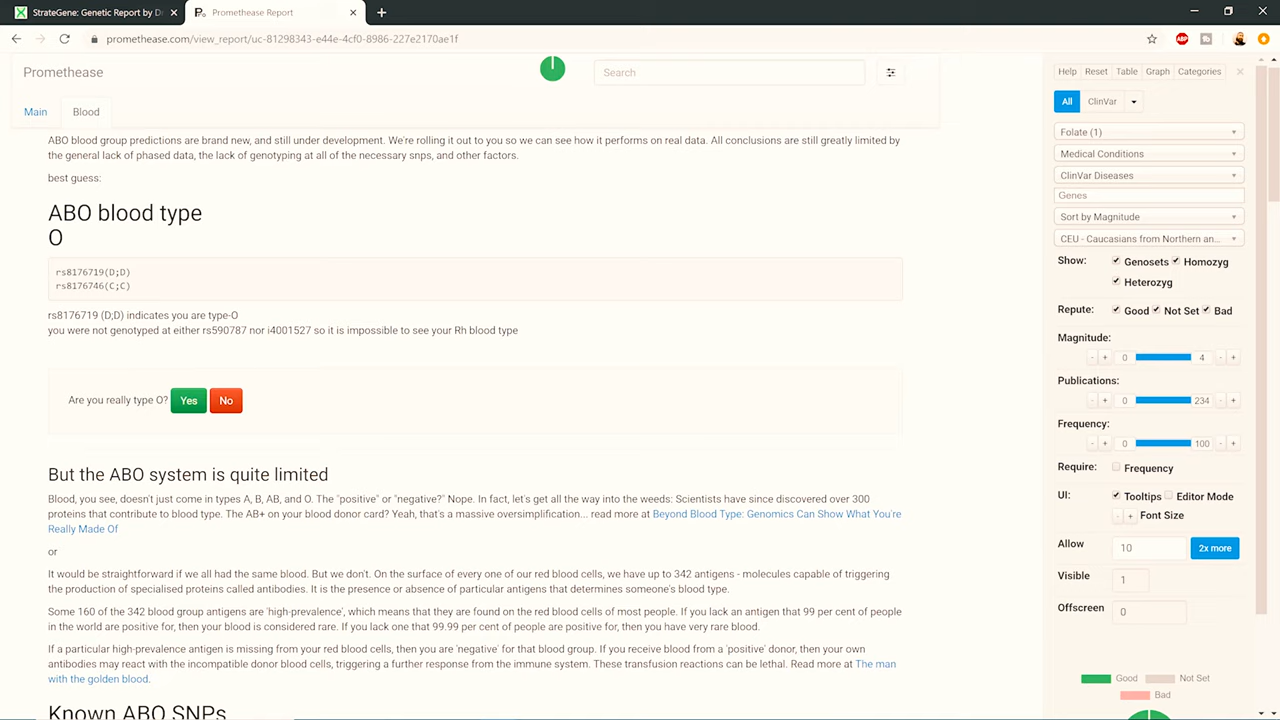 StrateGene: Genetic Report by D
Promethease Report
promethease.com/view_report/uc-81298343-e44e-4cf0-8986-227e2170ae1f
ABP
Promethease
Search
Main
Blood
ABO blood group predictions are brand new, and still under development. We're rolling it out to you so we can see how it performs on real data. All conclusions are still greatly limited by
the general lack of phased data, the lack of genotyping at all of the necessary snps, and other factors.
best guess:
ABO blood type
O
rs8176719(D;D)
rs8176746(C;C)
rs8176719 (D;D) indicates you are type-O
you were not genotyped at either rs590787 nor i4001527 so it is impossible to see your Rh blood type
Are you really type O? Yes No
But the ABO system is quite limited
Blood, you see, doesn't just come in types A, B, AB, and O. The "positive" or "negative?" Nope. In fact, let's get all the way into the weeds: Scientists have since discovered over 300
proteins that contribute to blood type. The AB+ on your blood donor card? Yeah, that's a massive oversimplification... read more at Beyond Blood Type: Genomics Can Show What You're
Really Made Of
or
It would be straightforward if we all had the same blood. But we don't. On the surface of every one of our red blood cells, we have up to 342 antigens - molecules capable of triggering
the production of specialised proteins called antibodies. It is the presence or absence of particular antigens that determines someone's blood type.
Some 160 of the 342 blood group antigens are 'high-prevalence', which means that they are found on the red blood cells of most people. If you lack an antigen that 99 per cent of people
in the world are positive for, then your blood is considered rare. If you lack one that 99.99 per cent of people are positive for, then you have very rare blood.
If a particular high-prevalence antigen is missing from your red blood cells, then you are 'negative' for that blood group. If you receive blood from a 'positive' donor, then your own
antibodies may react with the incompatible donor blood cells, triggering a further response from the immune system. These transfusion reactions can be lethal. Read more at The man
with the golden blood.
Known ABO SNPs
Help Reset Table Graph Categories
All ClinVar
Folate (1)
Medical Conditions
ClinVar Diseases
Genes
Sort by Magnitude
CEU - Caucasians from Northern an...
Show: Genosets Homozyg
Heterozyg
Repute: Good Not Set Bad
Magnitude:
- + 0 4 - +
Publications:
- + 0 234 - +
Frequency:
- + 0 100 - +
Require: Frequency
UI: Tooltips Editor Mode
- + Font Size
Allow 10 2x more
Visible 1
Offscreen 0
Good Not Set
Bad